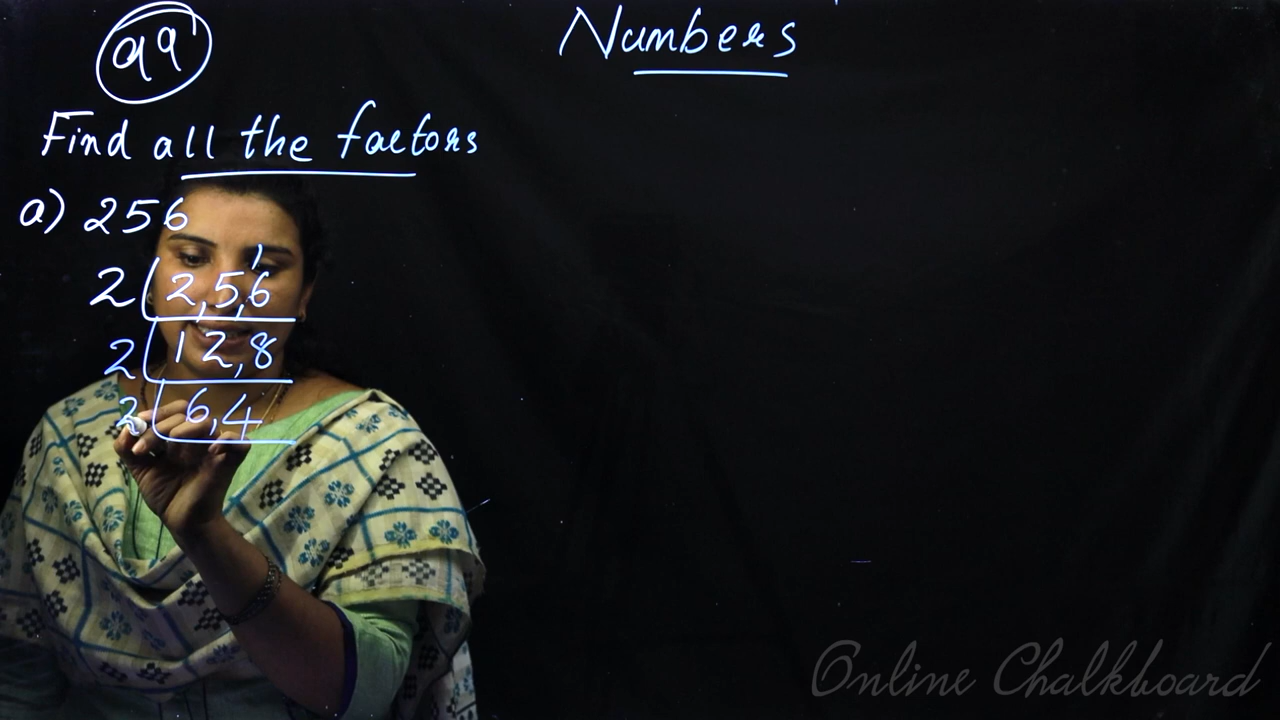 99
Numbers
Find all the factors
a) 256
2 2,5,6
1
2 12,8
2 6,4
Online Chalkboard